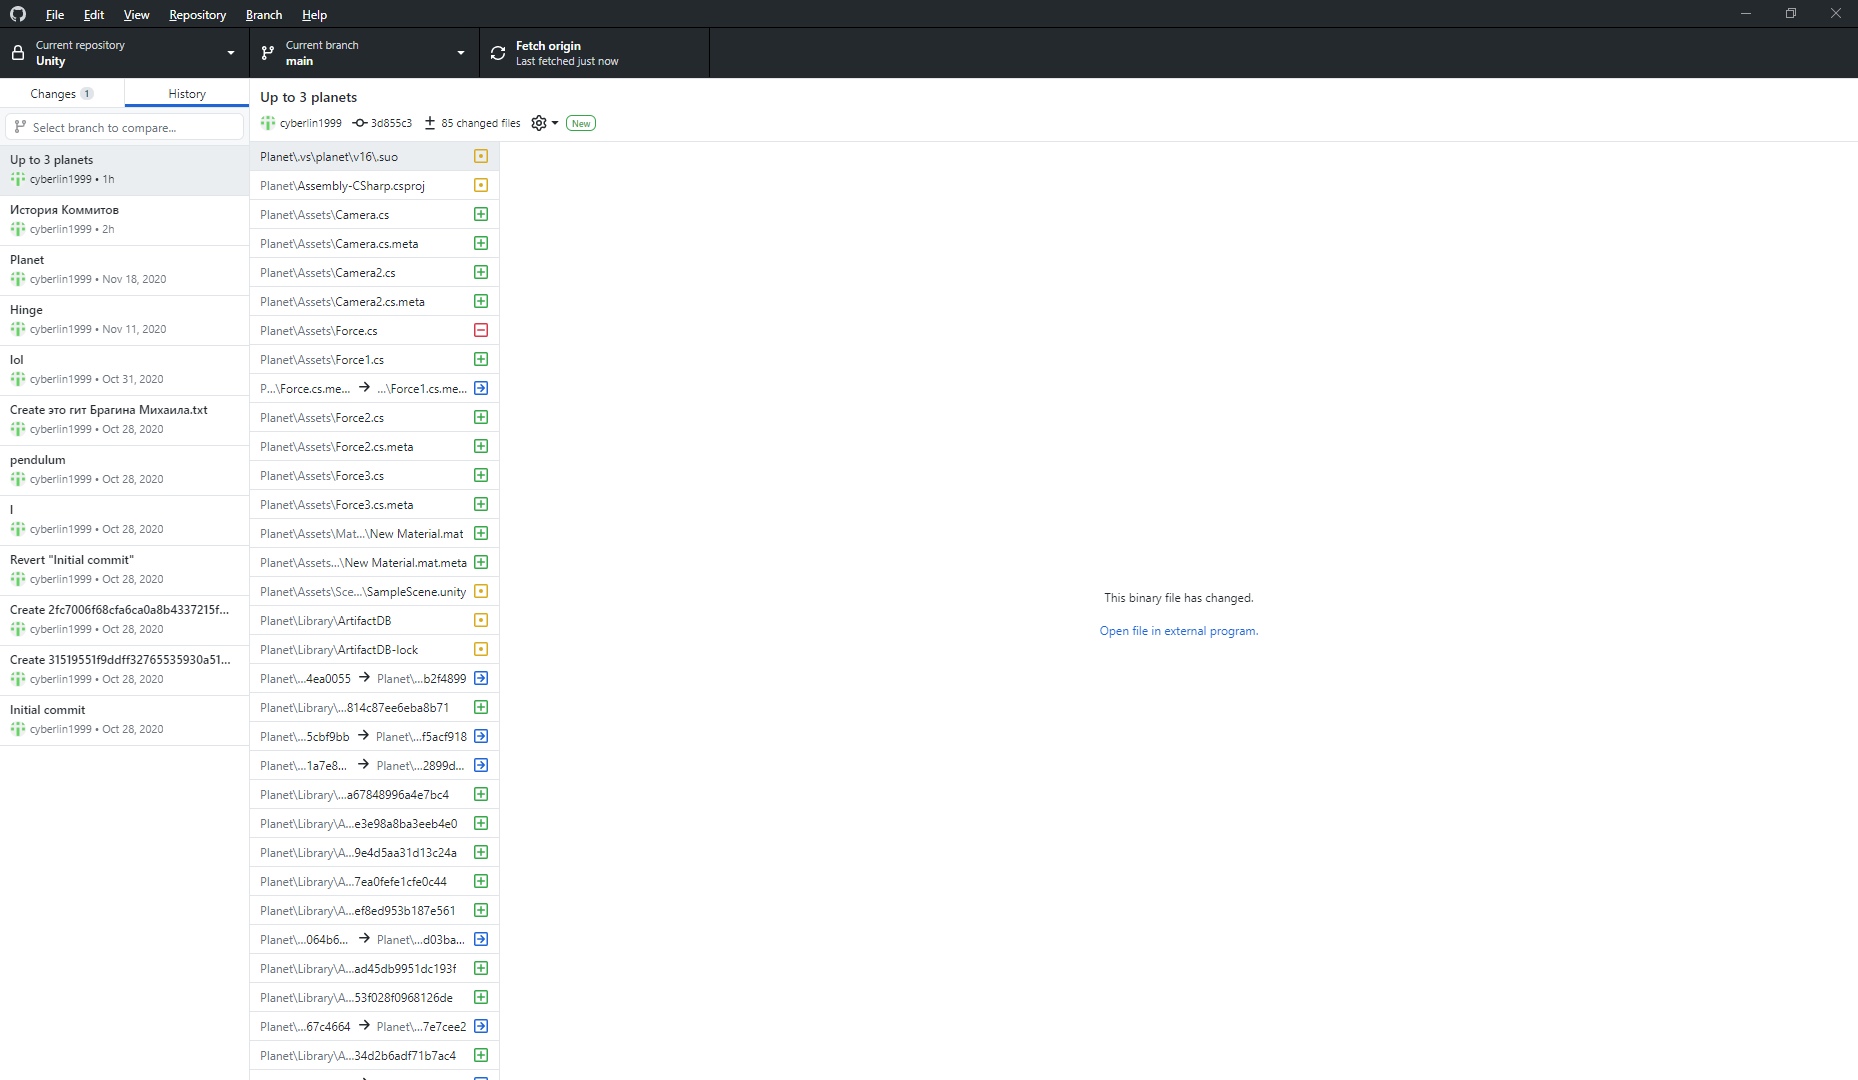 File Edit View Repository Branch Help
Current repository
Unity
Current branch
main
Fetch origin
Last fetched just now
Changes 1
History
Select branch to compare...
Up to 3 planets
cyberlin1999 • 1h
История Коммитов
cyberlin1999 • 2h
Planet
cyberlin1999 • Nov 18, 2020
Hinge
cyberlin1999 • Nov 11, 2020
lol
cyberlin1999 • Oct 31, 2020
Create это гит Брагина Михаила.txt
cyberlin1999 • Oct 28, 2020
pendulum
cyberlin1999 • Oct 28, 2020
l
cyberlin1999 • Oct 28, 2020
Revert "Initial commit"
cyberlin1999 • Oct 28, 2020
Create 2fc7006f68cfa6ca0a8b4337215f...
cyberlin1999 • Oct 28, 2020
Create 31519551f9ddff32765535930a51...
cyberlin1999 • Oct 28, 2020
Initial commit
cyberlin1999 • Oct 28, 2020
Up to 3 planets
cyberlin1999 3d855c3 85 changed files New
Planet\.vs\planet\v16\.suo
Planet\Assembly-CSharp.csproj
Planet\Assets\Camera.cs
Planet\Assets\Camera.cs.meta
Planet\Assets\Camera2.cs
Planet\Assets\Camera2.cs.meta
Planet\Assets\Force.cs
Planet\Assets\Force1.cs
P...\Force.cs.me... → ...\Force1.cs.me...
Planet\Assets\Force2.cs
Planet\Assets\Force2.cs.meta
Planet\Assets\Force3.cs
Planet\Assets\Force3.cs.meta
Planet\Assets\Mat...\New Material.mat
Planet\Assets...\New Material.mat.meta
Planet\Assets\Sce...\SampleScene.unity
Planet\Library\ArtifactDB
Planet\Library\ArtifactDB-lock
Planet\...4ea0055 → Planet\...b2f4899
Planet\Library\...814c87ee6eba8b71
Planet\...5cbf9bb → Planet\...f5acf918
Planet\...1a7e8... → Planet\...2899d...
Planet\Library\...a67848996a4e7bc4
Planet\Library\A...e3e98a8ba3eeb4e0
Planet\Library\A...9e4d5aa31d13c24a
Planet\Library\A...7ea0fefe1cfe0c44
Planet\Library\A...ef8ed953b187e561
Planet\...064b6... → Planet\...d03ba...
Planet\Library\A...ad45db9951dc193f
Planet\Library\A...53f028f0968126de
Planet\...67c4664 → Planet\...7e7cee2
Planet\Library\A...34d2b6adf71b7ac4
This binary file has changed.
Open file in external program.